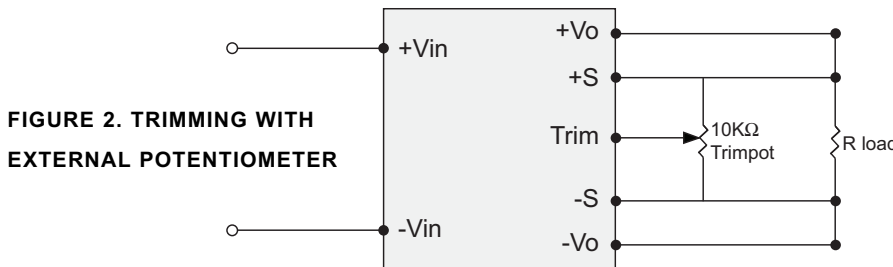 +Vo
+Vin
+S
FIGURE 2. TRIMMING WITH
EXTERNAL POTENTIOMETER
Trim
10KΩ
Trimpot
R load
-S
-Vin
-Vo